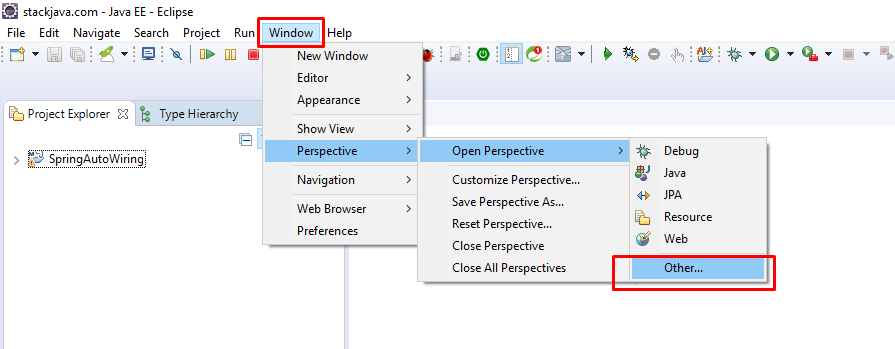 stackjava.com - Java EE - Eclipse
File Edit Navigate Search Project Run Window Help
New Window
Editor
Appearance
Show View
Perspective
Navigation
Web Browser
Preferences
Open Perspective
Customize Perspective...
Save Perspective As...
Reset Perspective...
Close Perspective
Close All Perspectives
Debug
Java
JPA
Resource
Web
Other...
Project Explorer
Type Hierarchy
SpringAutoWiring